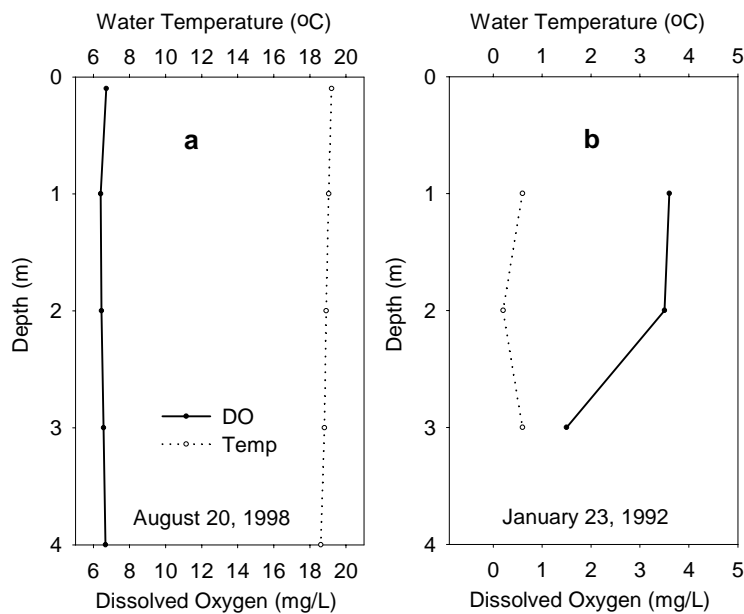 Water Temperature (oC)
6 8 10 12 14 16 18 20
0
1
2
3
4
Depth (m)
a
DO
Temp
August 20, 1998
6 8 10 12 14 16 18 20
Dissolved Oxygen (mg/L)
Water Temperature (oC)
0 1 2 3 4 5
0
1
2
3
4
Depth (m)
b
January 23, 1992
0 1 2 3 4 5
Dissolved Oxygen (mg/L)